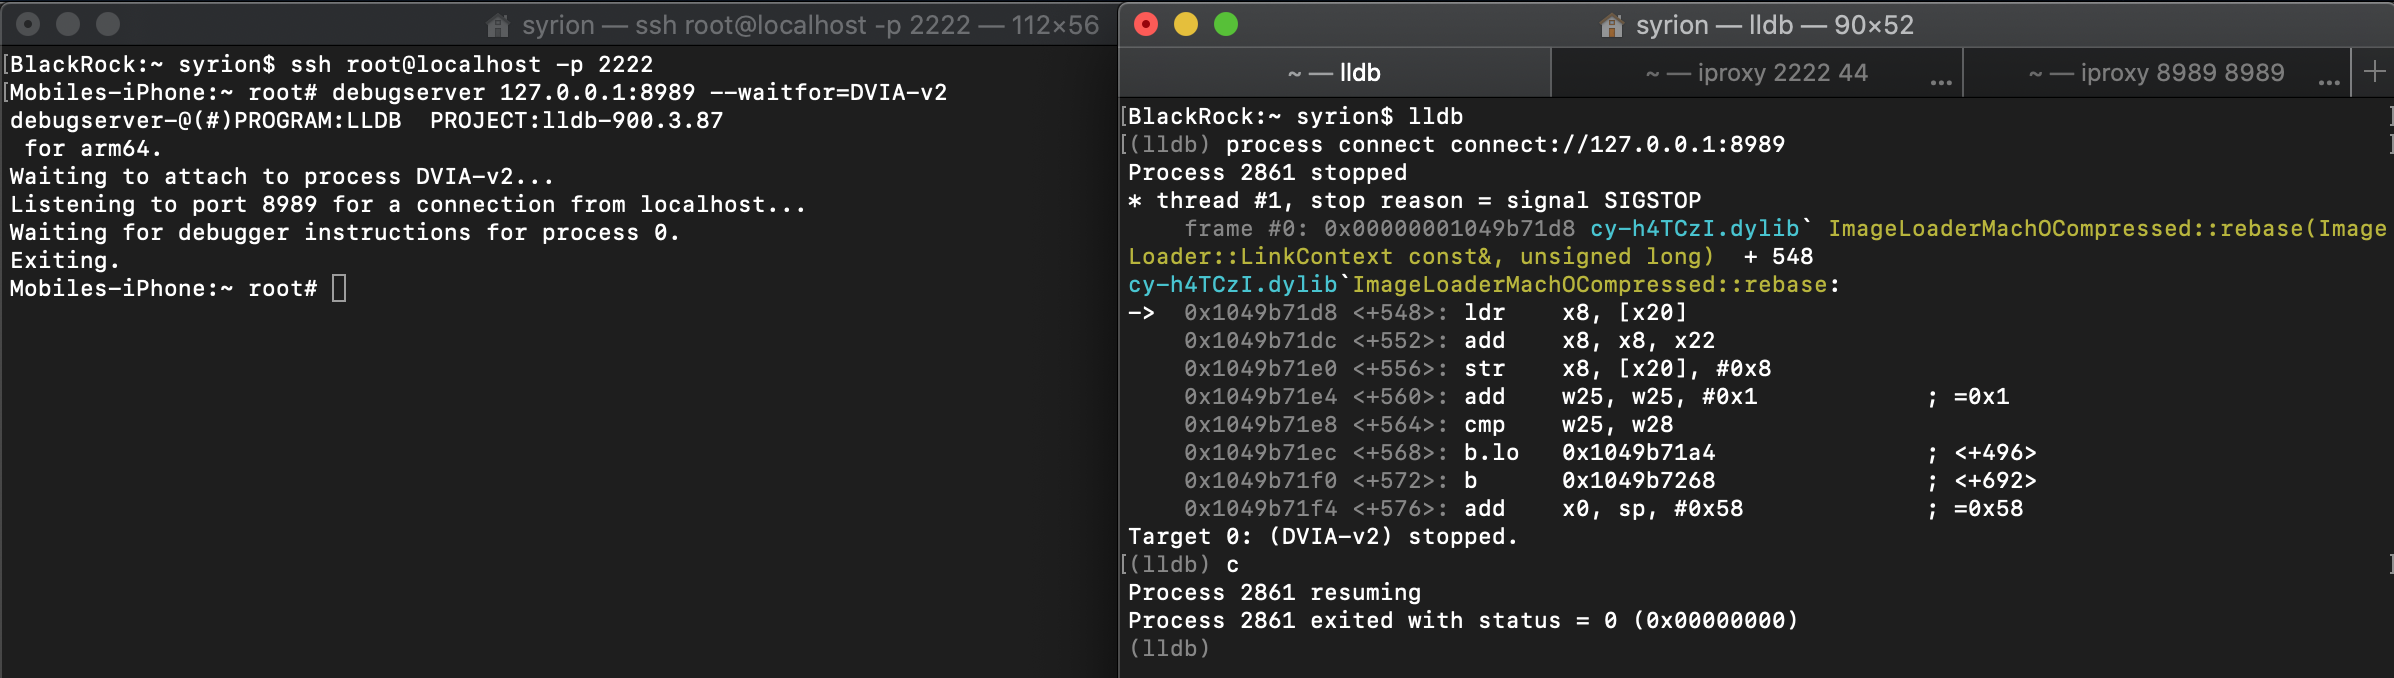 syrion — ssh root@localhost -p 2222 — 112×56
[BlackRock:~ syrion$ ssh root@localhost -p 2222
[Mobiles-iPhone:~ root# debugserver 127.0.0.1:8989 --waitfor=DVIA-v2
debugserver-@(#)PROGRAM:LLDB  PROJECT:lldb-900.3.87
 for arm64.
Waiting to attach to process DVIA-v2...
Listening to port 8989 for a connection from localhost...
Waiting for debugger instructions for process 0.
Exiting.
Mobiles-iPhone:~ root#
syrion — lldb — 90×52
~ — lldb
~ — iproxy 2222 44 ...
~ — iproxy 8989 8989 ...
+
[BlackRock:~ syrion$ lldb ]
[(lldb) process connect connect://127.0.0.1:8989 ]
Process 2861 stopped
* thread #1, stop reason = signal SIGSTOP
    frame #0: 0x00000001049b71d8 cy-h4TCzI.dylib` ImageLoaderMachOCompressed::rebase(Image
Loader::LinkContext const&, unsigned long)  + 548
cy-h4TCzI.dylib`ImageLoaderMachOCompressed::rebase:
->  0x1049b71d8 <+548>: ldr    x8, [x20]
    0x1049b71dc <+552>: add    x8, x8, x22
    0x1049b71e0 <+556>: str    x8, [x20], #0x8
    0x1049b71e4 <+560>: add    w25, w25, #0x1            ; =0x1
    0x1049b71e8 <+564>: cmp    w25, w28
    0x1049b71ec <+568>: b.lo   0x1049b71a4               ; <+496>
    0x1049b71f0 <+572>: b      0x1049b7268               ; <+692>
    0x1049b71f4 <+576>: add    x0, sp, #0x58             ; =0x58
Target 0: (DVIA-v2) stopped.
[(lldb) c ]
Process 2861 resuming
Process 2861 exited with status = 0 (0x00000000)
(lldb)